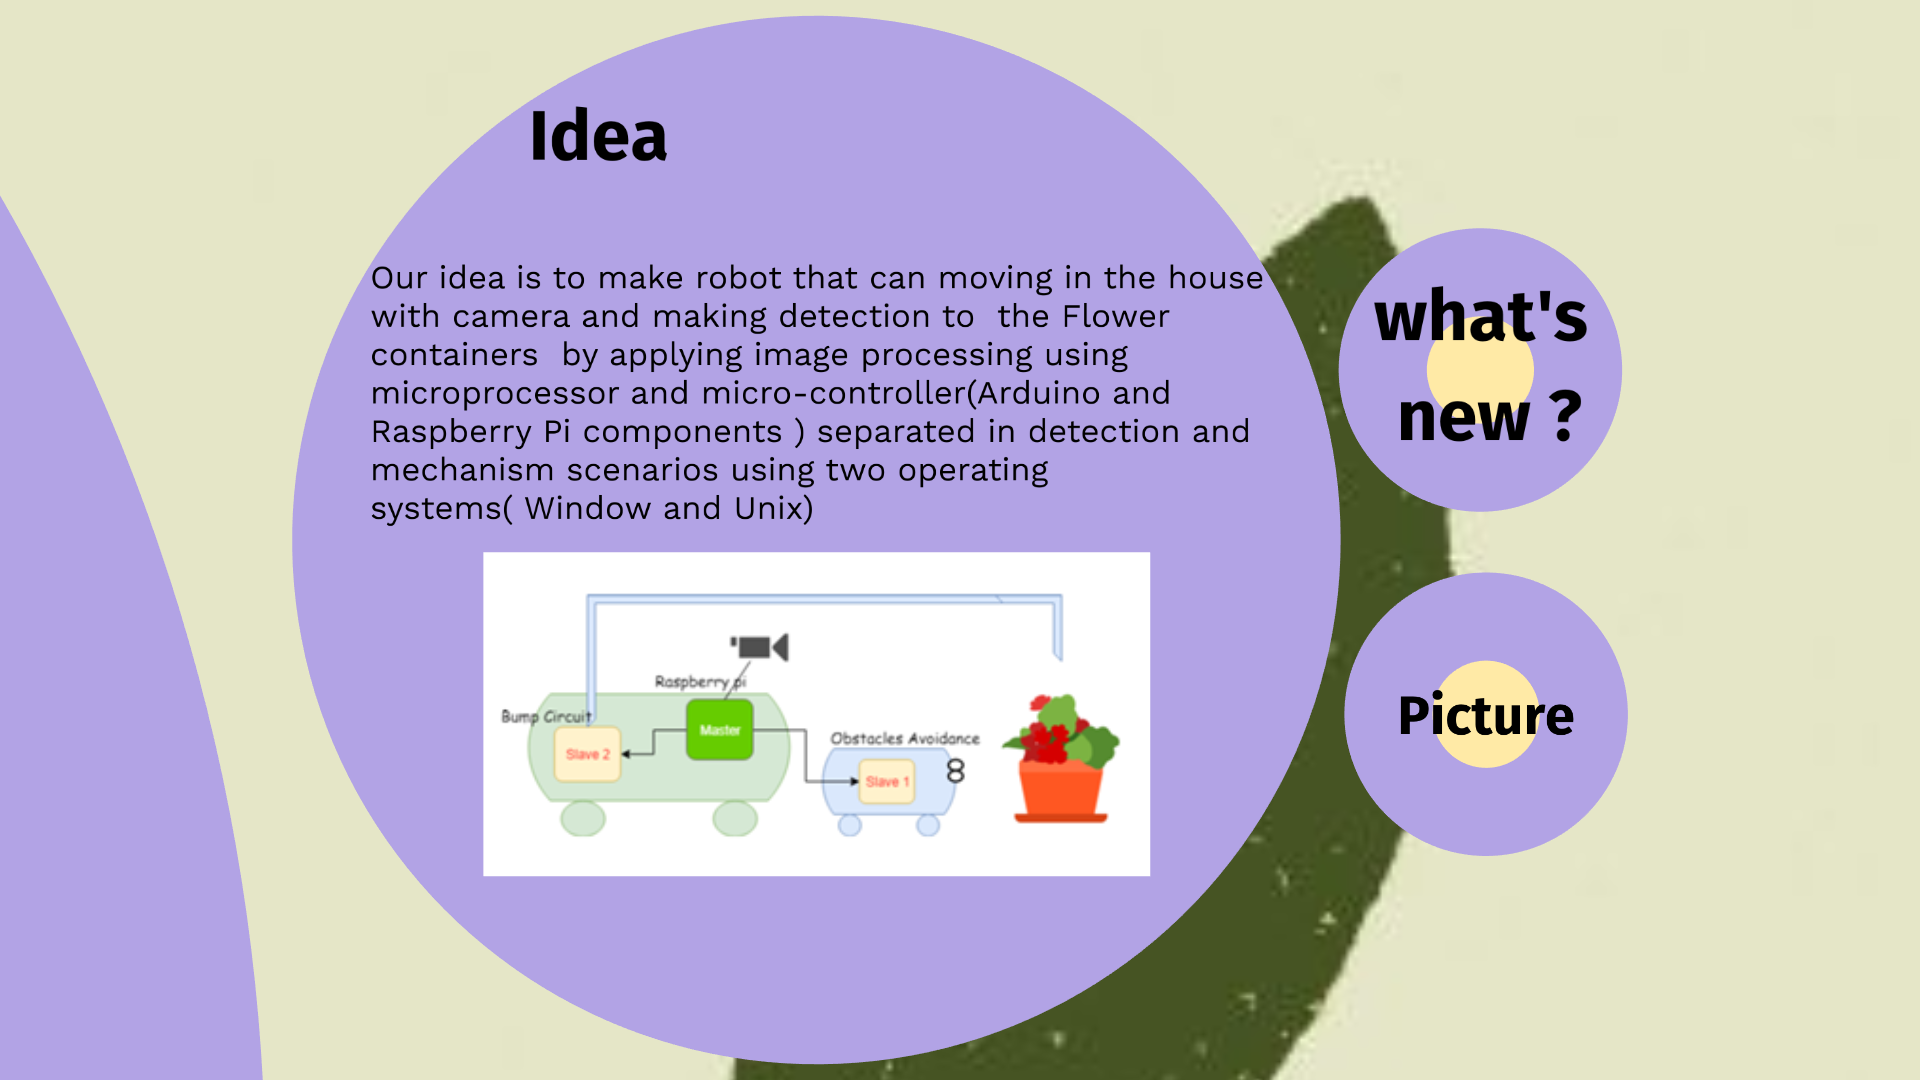 Idea
Our idea is to make robot that can moving in the house
with camera and making detection to  the Flower
containers  by applying image processing using
microprocessor and micro-controller(Arduino and
Raspberry Pi components ) separated in detection and
mechanism scenarios using two operating
systems( Window and Unix)
Raspberry pi
Bump Circuit
Master
Slave 2
Obstacles Avoidance
Slave 1
8
what's
new ?
Picture